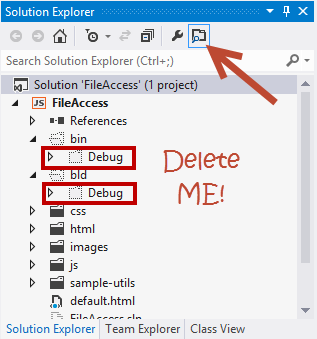 Solution Explorer
Search Solution Explorer (Ctrl+;)
Solution 'FileAccess' (1 project)
JS FileAccess
References
bin
Debug
Delete
ME!
bld
Debug
css
html
images
js
sample-utils
default.html
FileAccess.sln
Solution Explorer Team Explorer Class View